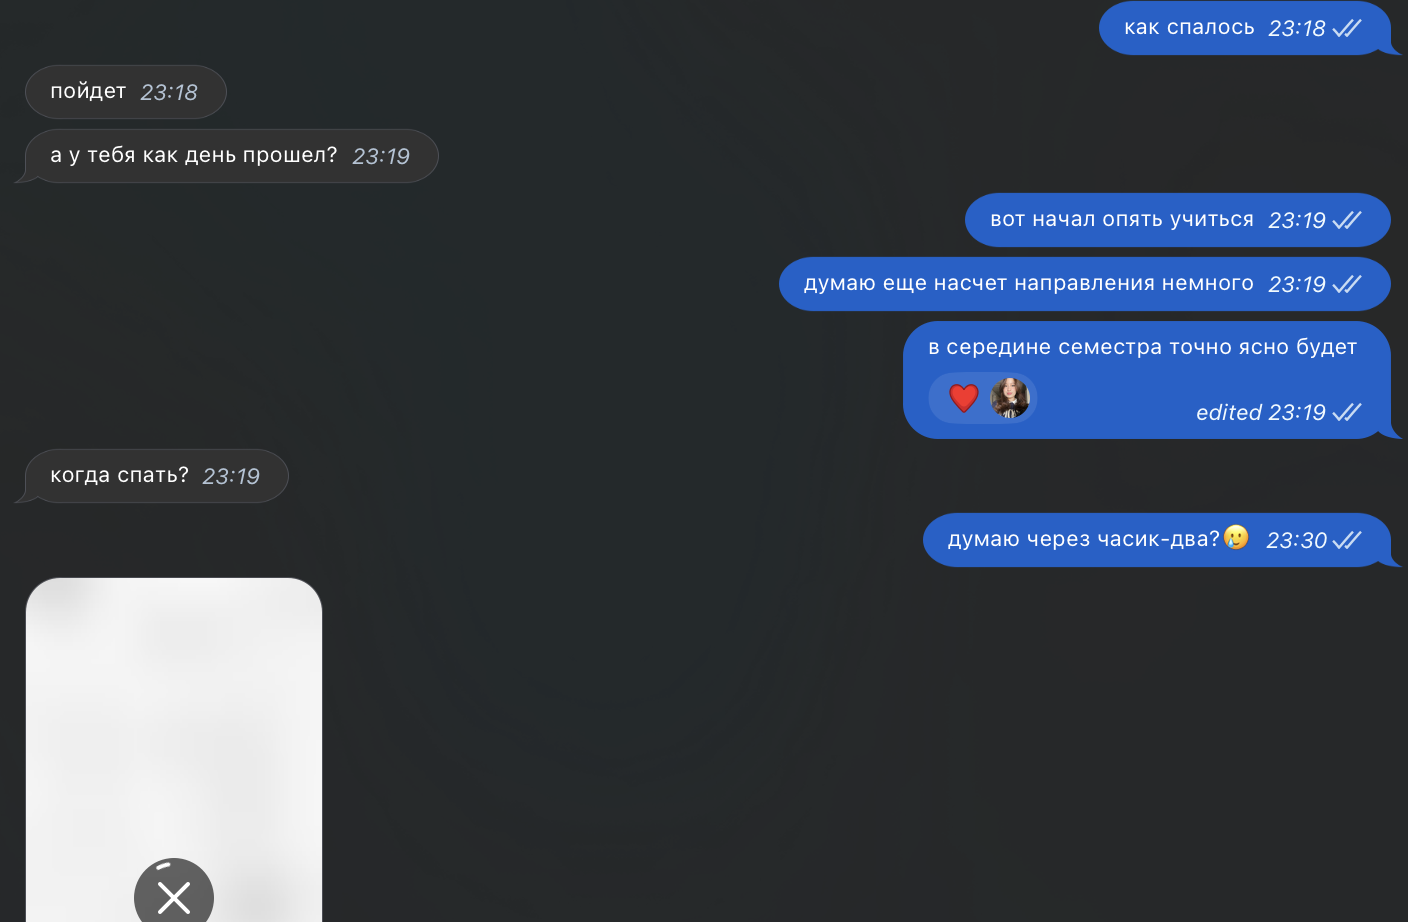 как спалось 23:18
пойдет 23:18
а у тебя как день прошел? 23:19
вот начал опять учиться 23:19
думаю еще насчет направления немного 23:19
в середине семестра точно ясно будет
edited 23:19
когда спать? 23:19
думаю через часик-два?🥲 23:30